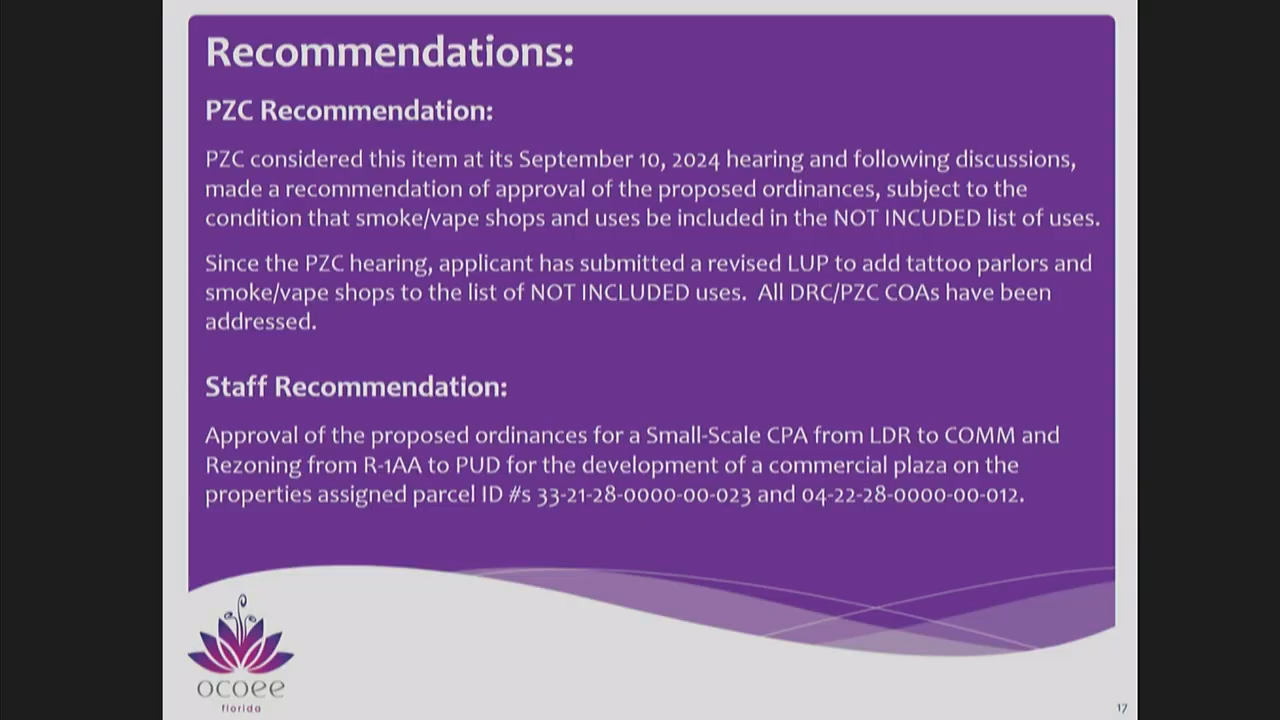 Recommendations:
PZC Recommendation:
PZC considered this item at its September 10, 2024 hearing and following discussions,
made a recommendation of approval of the proposed ordinances, subject to the
condition that smoke/vape shops and uses be included in the NOT INCUDED list of uses.
Since the PZC hearing, applicant has submitted a revised LUP to add tattoo parlors and
smoke/vape shops to the list of NOT INCLUDED uses.  All DRC/PZC COAs have been
addressed.
Staff Recommendation:
Approval of the proposed ordinances for a Small-Scale CPA from LDR to COMM and
Rezoning from R-1AA to PUD for the development of a commercial plaza on the
properties assigned parcel ID #s 33-21-28-0000-00-023 and 04-22-28-0000-00-012.
ocoee
florida
17